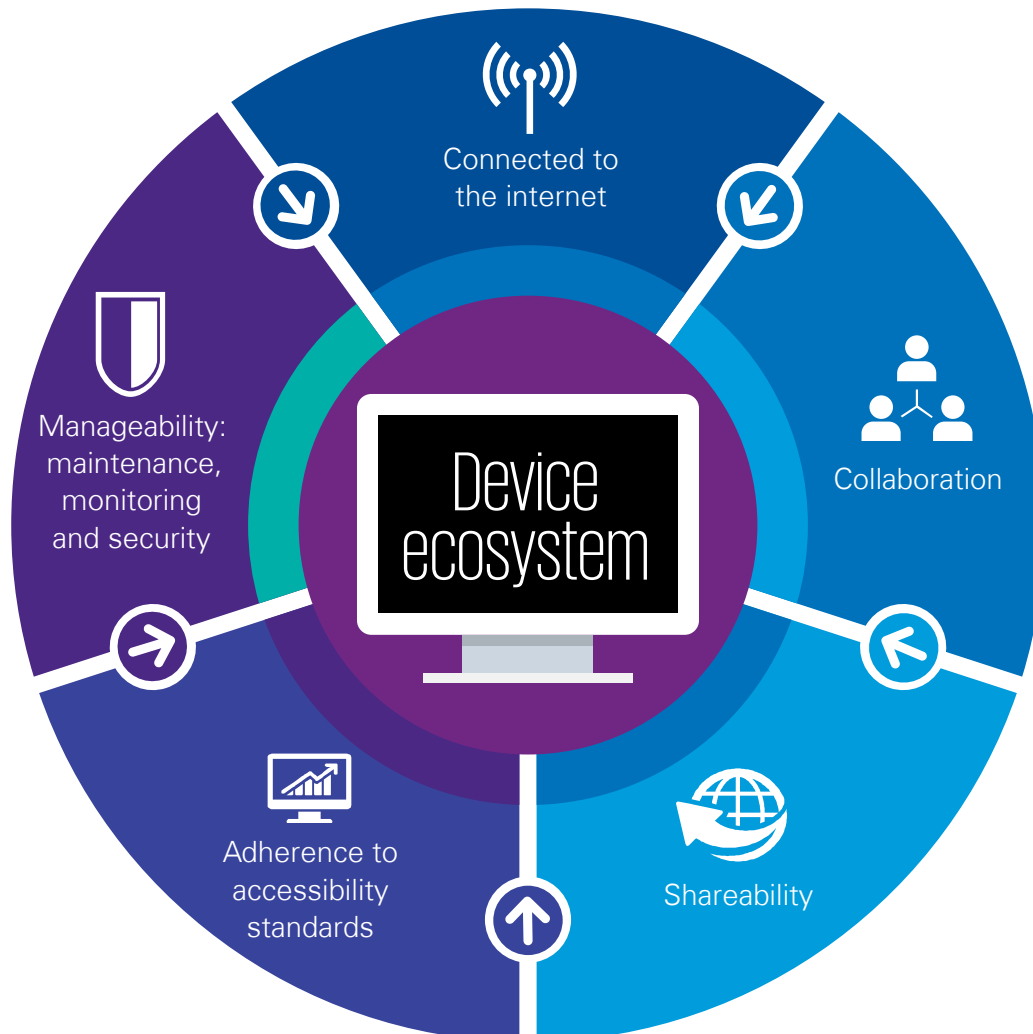 Connected to
the internet
Manageability:
maintenance,
monitoring
and security
Device
ecosystem
Collaboration
Adherence to
accessibility
standards
Shareability